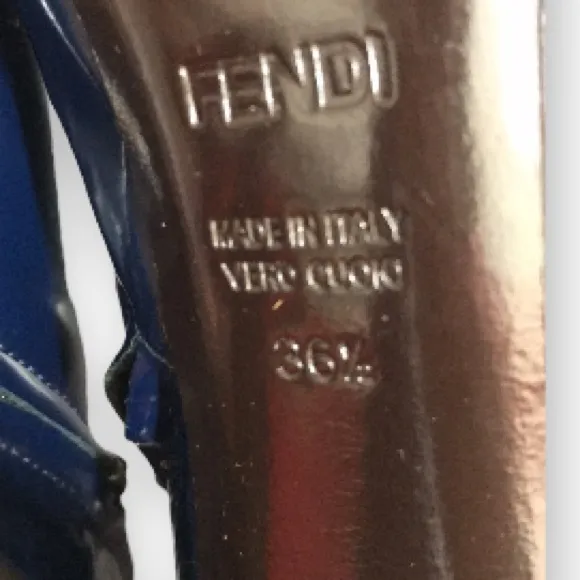 FENDI
MADE IN ITALY
VERO CUOIO
36½